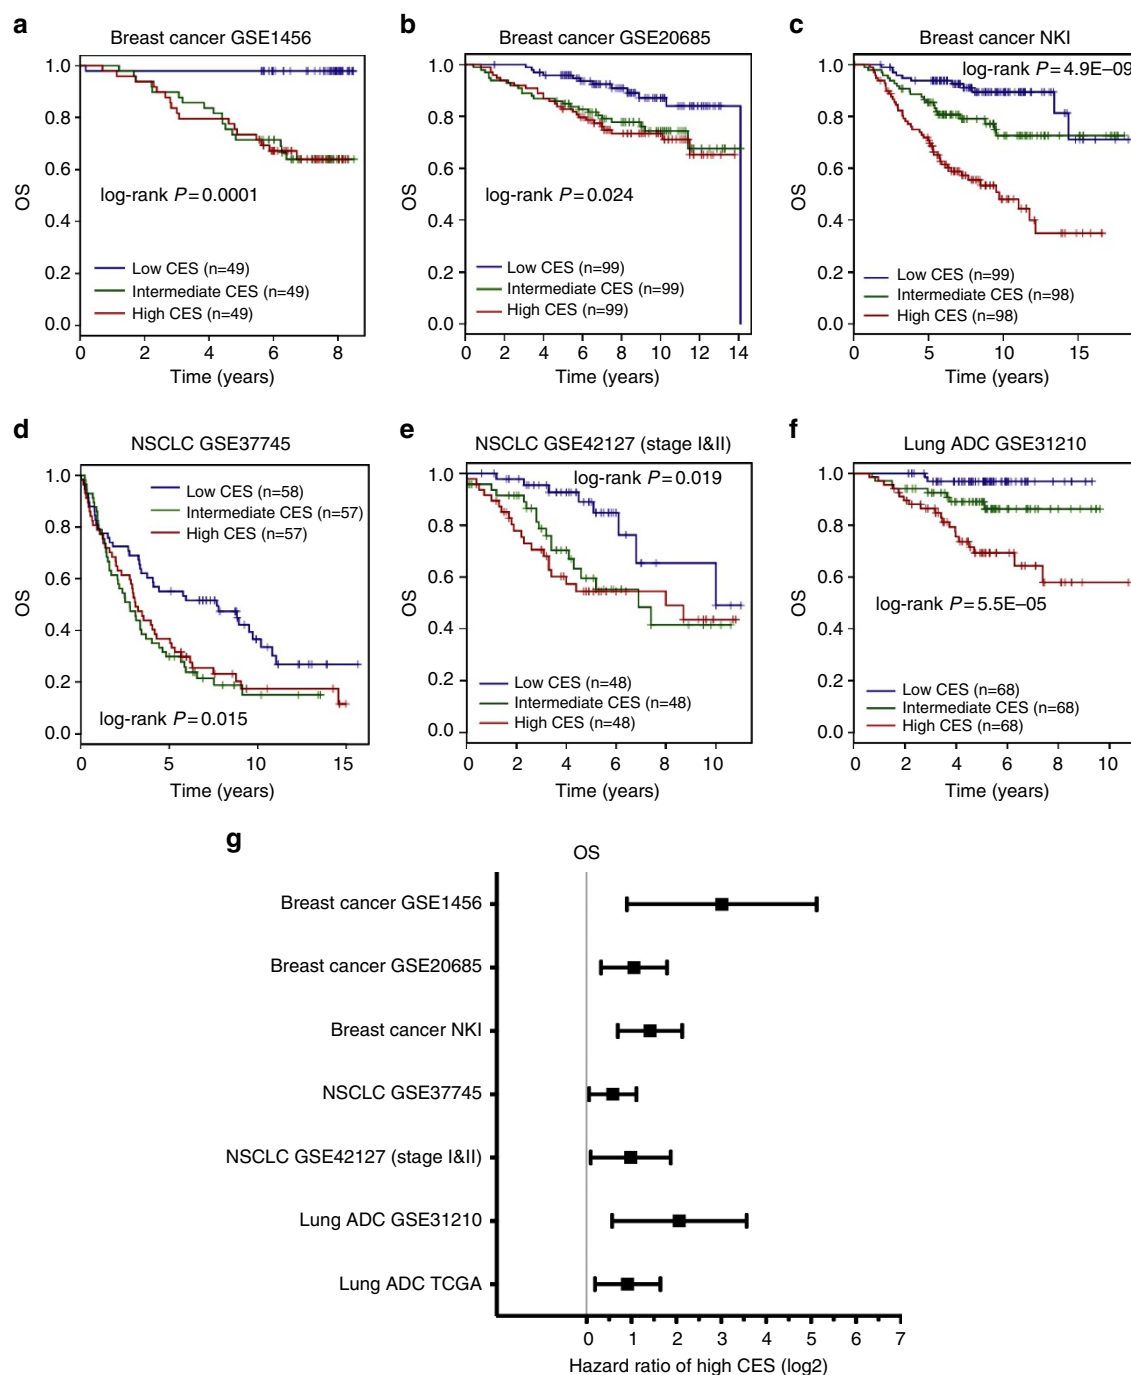 a
Breast cancer GSE1456
OS
1.0
0.8
0.6
0.4
0.2
0.0
log-rank P=0.0001
Low CES (n=49)
Intermediate CES (n=49)
High CES (n=49)
0 2 4 6 8
Time (years)
b
Breast cancer GSE20685
OS
1.0
0.8
0.6
0.4
0.2
0.0
log-rank P=0.024
Low CES (n=99)
Intermediate CES (n=99)
High CES (n=99)
0 2 4 6 8 10 12 14
Time (years)
c
Breast cancer NKI
log-rank P=4.9E–09
OS
1.0
0.8
0.6
0.4
0.2
0.0
Low CES (n=99)
Intermediate CES (n=98)
High CES (n=98)
0 5 10 15
Time (years)
d
NSCLC GSE37745
OS
1.0
0.8
0.6
0.4
0.2
0.0
Low CES (n=58)
Intermediate CES (n=57)
High CES (n=57)
log-rank P=0.015
0 5 10 15
Time (years)
e
NSCLC GSE42127 (stage I&II)
log-rank P=0.019
OS
1.0
0.8
0.6
0.4
0.2
0.0
Low CES (n=48)
Intermediate CES (n=48)
High CES (n=48)
0 2 4 6 8 10
Time (years)
f
Lung ADC GSE31210
OS
1.0
0.8
0.6
0.4
0.2
0.0
log-rank P=5.5E–05
Low CES (n=68)
Intermediate CES (n=68)
High CES (n=68)
0 2 4 6 8 10
Time (years)
g
OS
Breast cancer GSE1456
Breast cancer GSE20685
Breast cancer NKI
NSCLC GSE37745
NSCLC GSE42127 (stage I&II)
Lung ADC GSE31210
Lung ADC TCGA
0 1 2 3 4 5 6 7
Hazard ratio of high CES (log2)